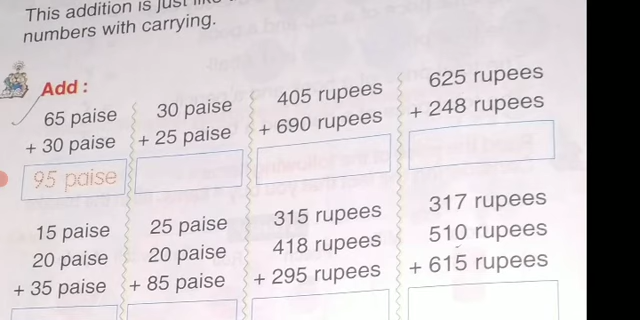 This addition is just like
numbers with carrying.
Add :
65 paise
+ 30 paise
95 paise
30 paise
+ 25 paise
405 rupees
+ 690 rupees
625 rupees
+ 248 rupees
15 paise
20 paise
+ 35 paise
25 paise
20 paise
+ 85 paise
315 rupees
418 rupees
+ 295 rupees
317 rupees
510 rupees
+ 615 rupees